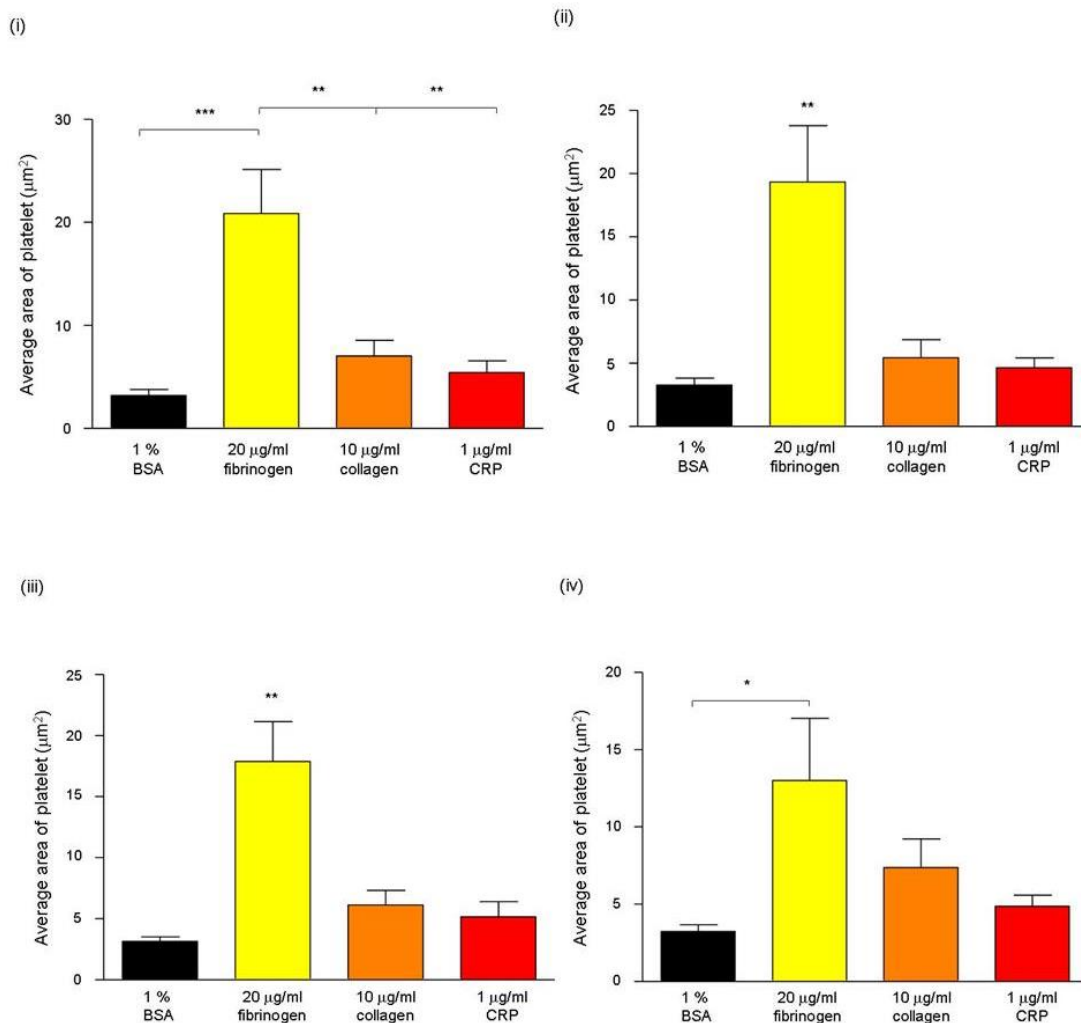 (i)
***
**
**
Average area of platelet (μm²)
30
20
10
0
1 %
BSA
20 μg/ml
fibrinogen
10 μg/ml
collagen
1 μg/ml
CRP
(ii)
**
Average area of platelet (μm²)
25
20
15
10
5
0
1 %
BSA
20 μg/ml
fibrinogen
10 μg/ml
collagen
1 μg/ml
CRP
(iii)
**
Average area of platelet (μm²)
25
20
15
10
5
0
1 %
BSA
20 μg/ml
fibrinogen
10 μg/ml
collagen
1 μg/ml
CRP
(iv)
*
Average area of platelet (μm²)
20
15
10
5
0
1 %
BSA
20 μg/ml
fibrinogen
10 μg/ml
collagen
1 μg/ml
CRP